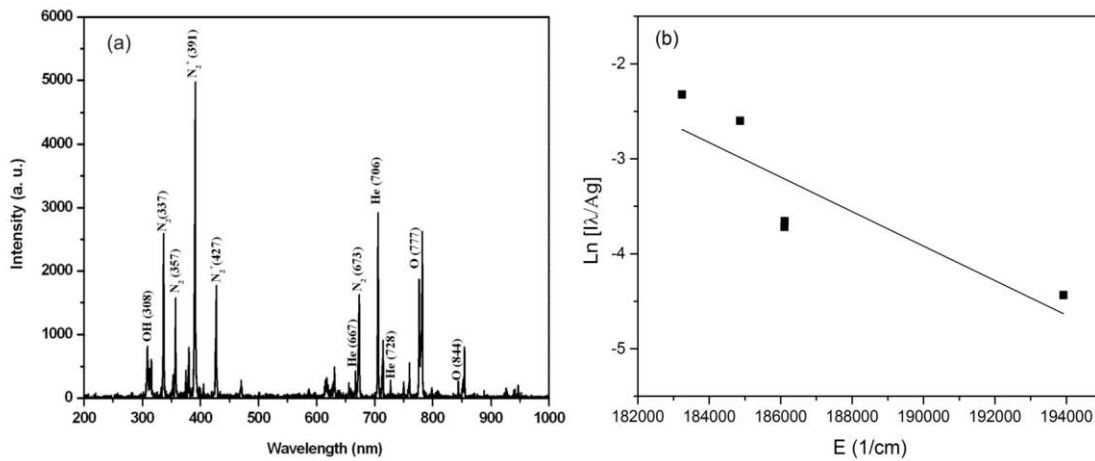 (a)
6000
5000
4000
3000
2000
1000
0
Intensity (a. u.)
OH (308)
N₂(337)
N₂ (357)
N₂⁺ (391)
N₂⁺(427)
He (667)
N₂ (673)
He (706)
He (728)
O (777)
O (844)
200 300 400 500 600 700 800 900 1000
Wavelength (nm)
(b)
-2
-3
-4
-5
Ln [Iλ/Ag]
182000 184000 186000 188000 190000 192000 194000
E (1/cm)